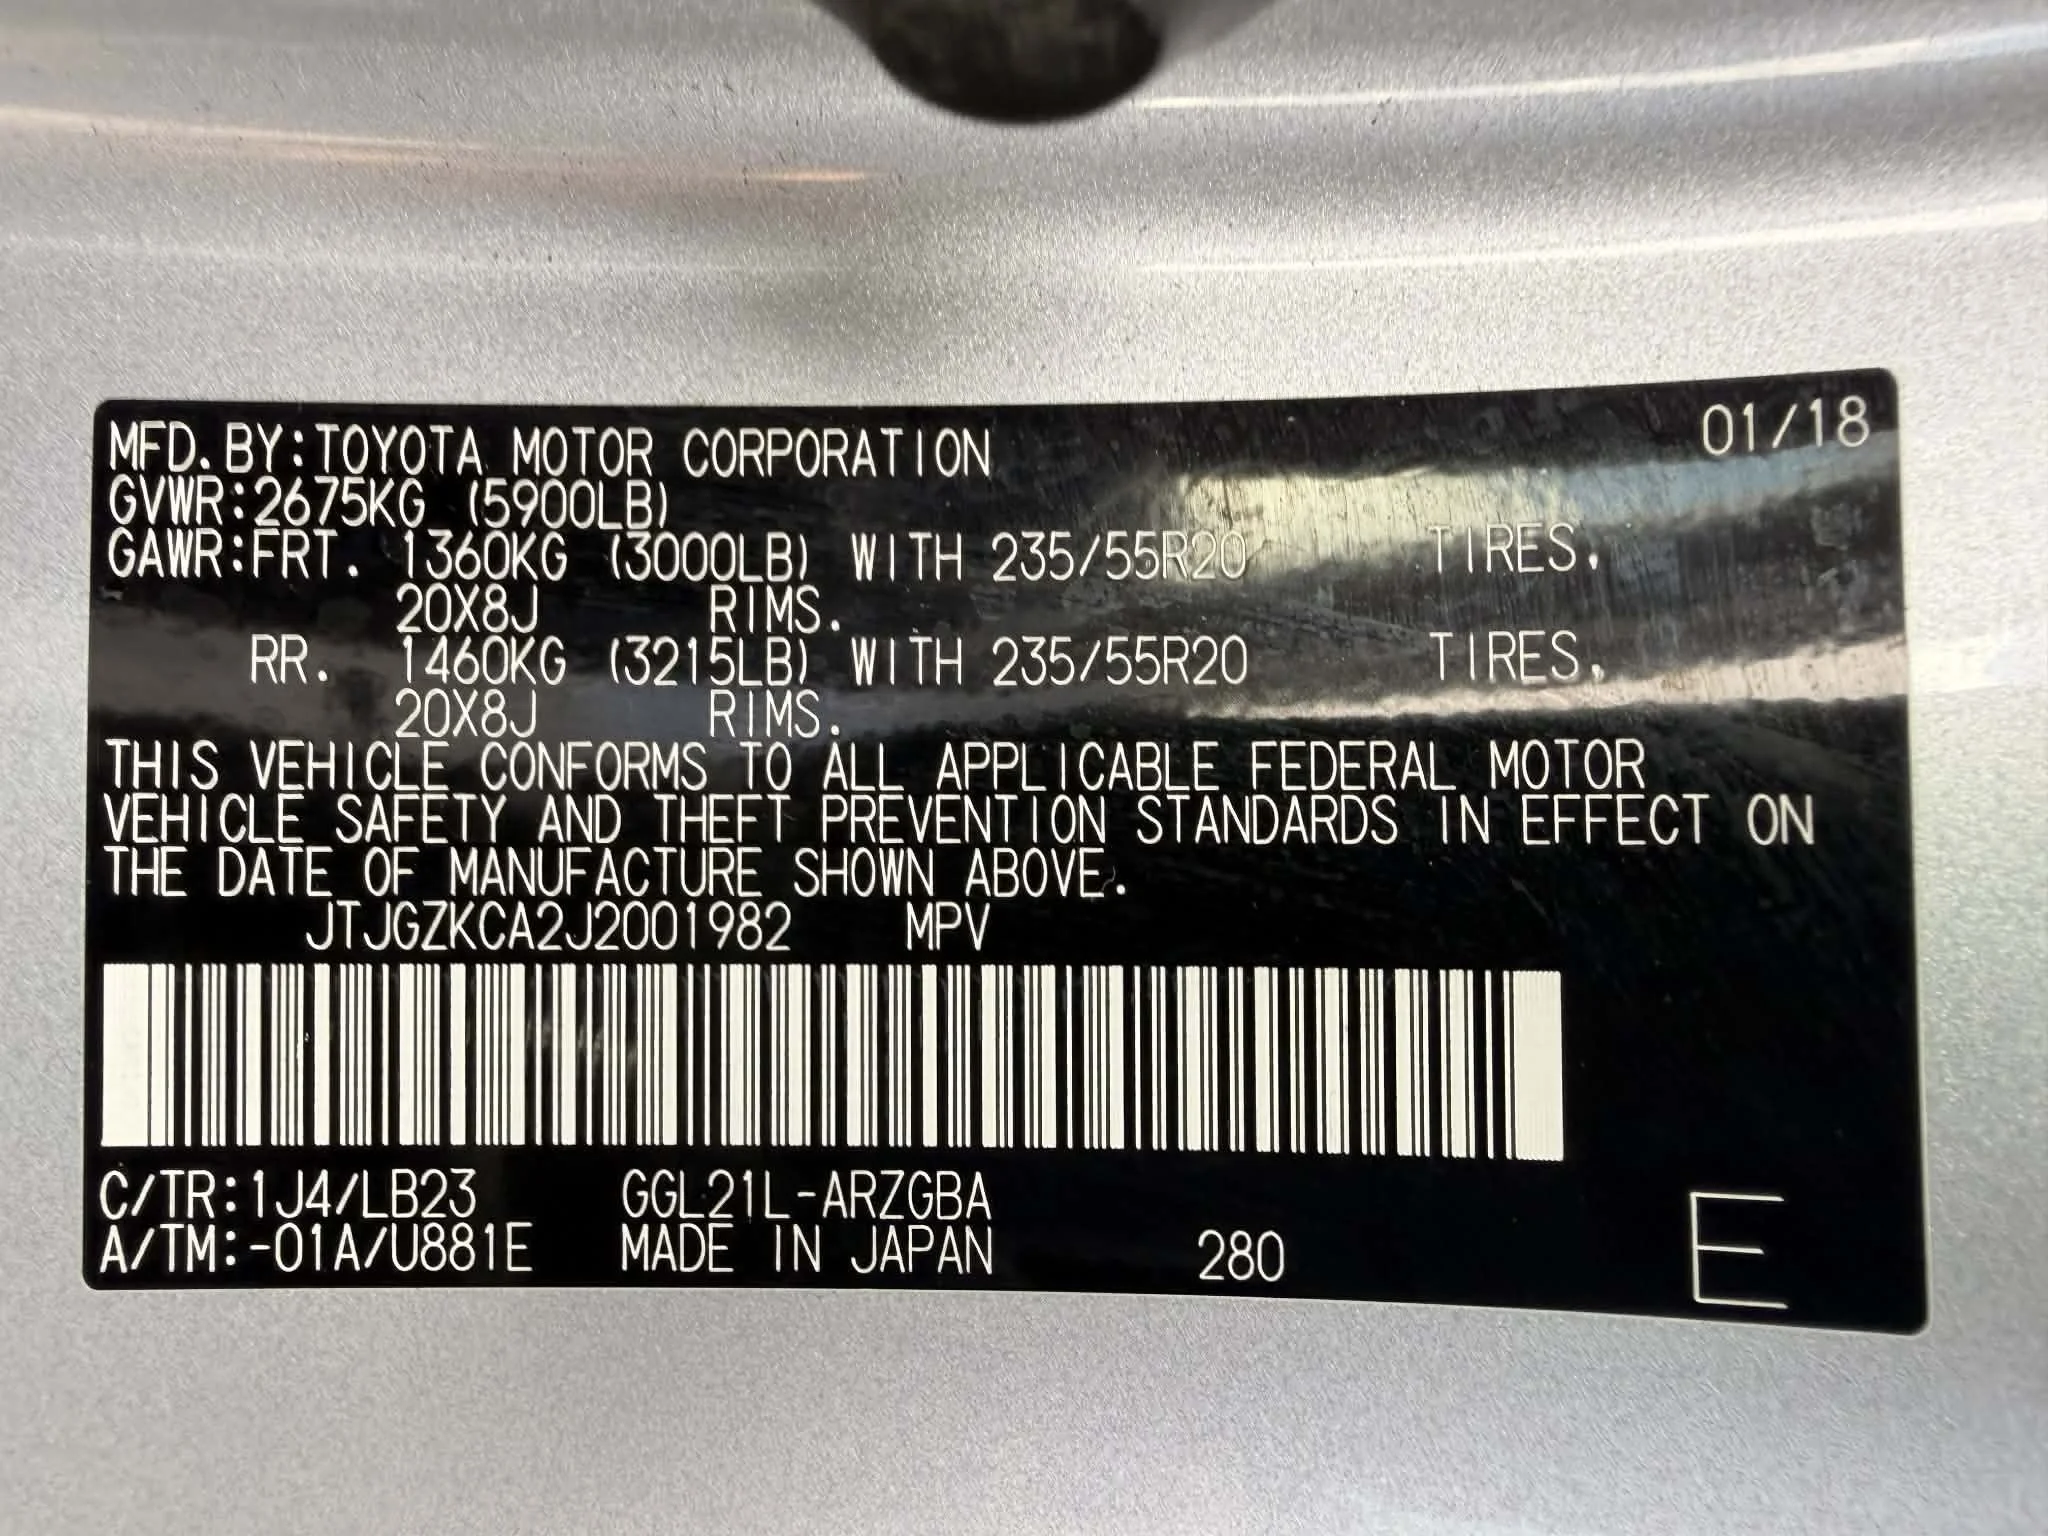 01/18
MFD.BY:TOYOTA MOTOR CORPORATION
GVWR:2675KG (5900LB)
GAWR:FRT. 1360KG (3000LB) WITH 235/55R20 TIRES.
20X8J RIMS.
RR. 1460KG (3215LB) WITH 235/55R20 TIRES.
20X8J RIMS.
THIS VEHICLE CONFORMS TO ALL APPLICABLE FEDERAL MOTOR
VEHICLE SAFETY AND THEFT PREVENTION STANDARDS IN EFFECT ON
THE DATE OF MANUFACTURE SHOWN ABOVE.
JTJGZKCA2J2001982 MPV
C/TR:1J4/LB23 GGL21L-ARZGBA
A/TM:-01A/U881E MADE IN JAPAN 280 E